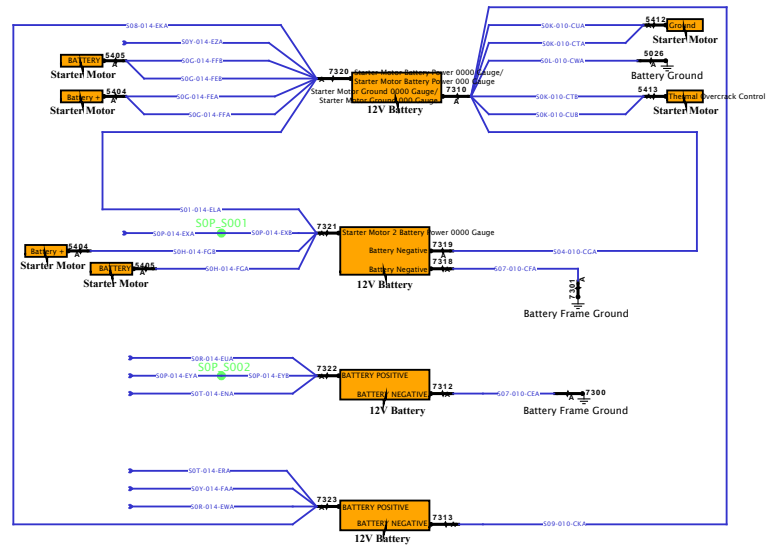 S08-014-EKA
S0K-010-CUA
5412
Ground
Starter Motor
S0Y-014-EZA
S0K-010-CTA
BATTERY
5405
A
Starter Motor
S0G-014-FFB
S0L-010-CWA
5026
A
Battery Ground
S0G-014-FEB
7320
A
Starter Motor Battery Power 0000 Gauge/
Starter Motor Battery Power 000 Gauge
Starter Motor Ground 0000 Gauge/
Starter Motor Ground 000 Gauge
12V Battery
7310
A
Battery +
5404
A
Starter Motor
S0G-014-FEA
S0K-010-CTB
5413
A
Thermal Overcrack Control
Starter Motor
S0G-014-FFA
S0K-010-CUB
S01-014-ELA
S0P_S001
S0P-014-EXA
S0P-014-EXB
7321
A
Starter Motor 2 Battery Power 0000 Gauge
Battery +
5404
A
Starter Motor
S0H-014-FGB
Battery Negative
7319
A
S04-010-CGA
BATTERY
5405
A
Starter Motor
S0H-014-FGA
Battery Negative
7318
A
S07-010-CFA
12V Battery
7301
A
Battery Frame Ground
S0R-014-EUA
S0P_S002
S0P-014-EYA
S0P-014-EYB
7322
A
BATTERY POSITIVE
S0T-014-ENA
BATTERY NEGATIVE
7312
A
S07-010-CEA
7300
A
12V Battery
Battery Frame Ground
S0T-014-ERA
S0Y-014-FAA
S0R-014-EWA
7323
A
BATTERY POSITIVE
BATTERY NEGATIVE
7313
A
S09-010-CKA
12V Battery